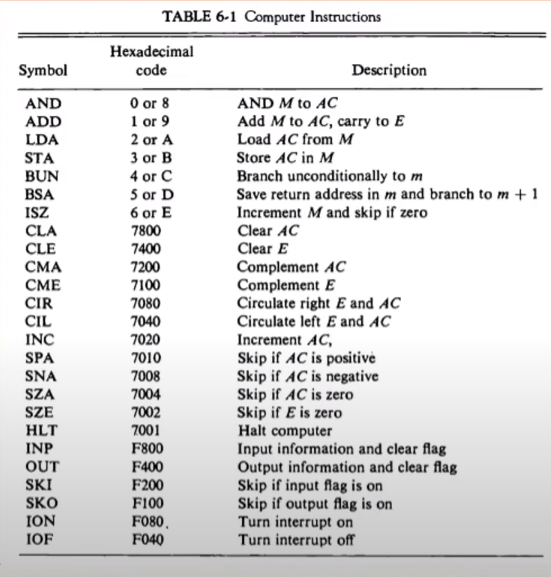 TABLE 6-1 Computer Instructions
Hexadecimal
Symbol code Description
AND 0 or 8 AND M to AC
ADD 1 or 9 Add M to AC, carry to E
LDA 2 or A Load AC from M
STA 3 or B Store AC in M
BUN 4 or C Branch unconditionally to m
BSA 5 or D Save return address in m and branch to m + 1
ISZ 6 or E Increment M and skip if zero
CLA 7800 Clear AC
CLE 7400 Clear E
CMA 7200 Complement AC
CME 7100 Complement E
CIR 7080 Circulate right E and AC
CIL 7040 Circulate left E and AC
INC 7020 Increment AC,
SPA 7010 Skip if AC is positive
SNA 7008 Skip if AC is negative
SZA 7004 Skip if AC is zero
SZE 7002 Skip if E is zero
HLT 7001 Halt computer
INP F800 Input information and clear flag
OUT F400 Output information and clear flag
SKI F200 Skip if input flag is on
SKO F100 Skip if output flag is on
ION F080 Turn interrupt on
IOF F040 Turn interrupt off